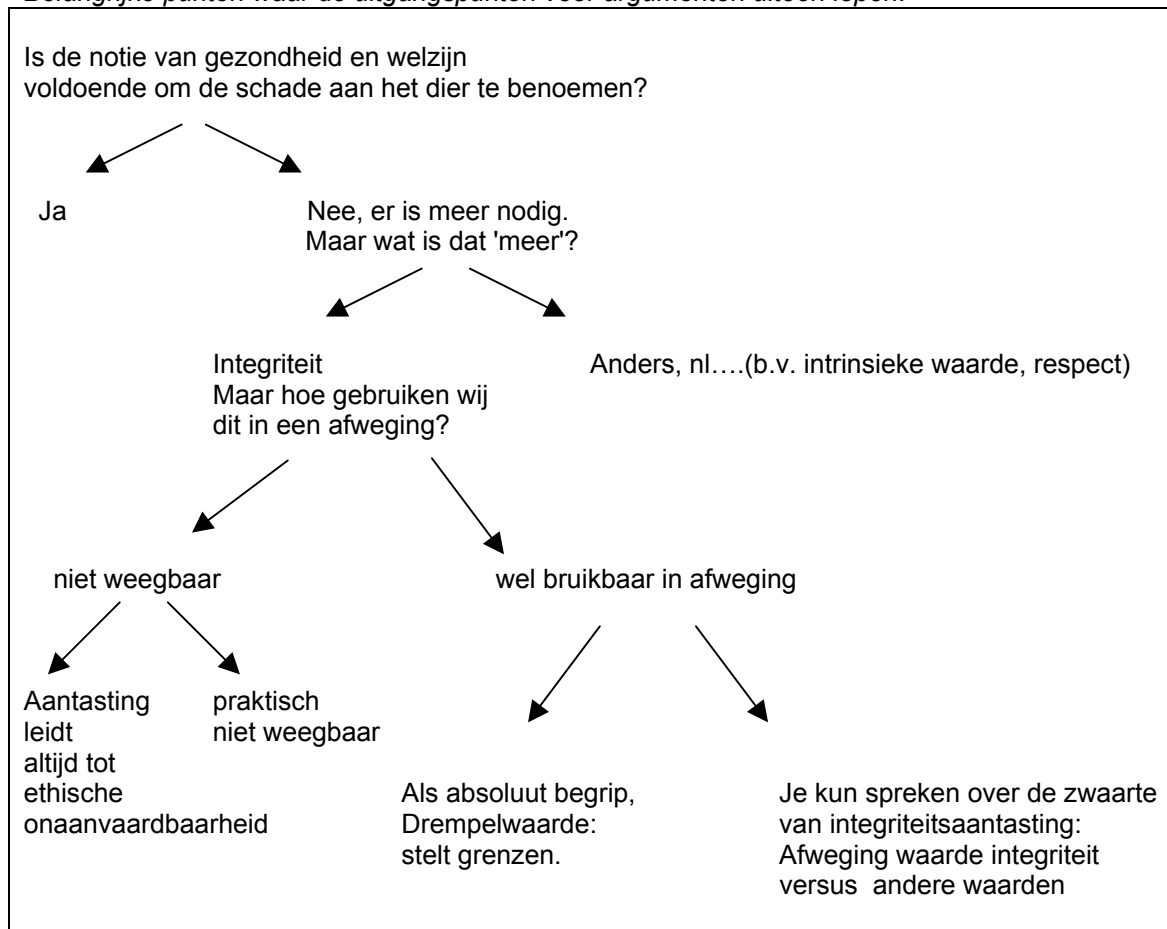 Belangrijke punten waar de uitgangspunten voor argumenten uiteen lopen:
Is de notie van gezondheid en welzijn
voldoende om de schade aan het dier te benoemen?
Ja
Nee, er is meer nodig.
Maar wat is dat 'meer'?
Integriteit
Maar hoe gebruiken wij
dit in een afweging?
Anders, nl….(b.v. intrinsieke waarde, respect)
niet weegbaar
wel bruikbaar in afweging
Aantasting
leidt
altijd tot
ethische
onaanvaardbaarheid
praktisch
niet weegbaar
Als absoluut begrip,
Drempelwaarde:
stelt grenzen.
Je kun spreken over de zwaarte
van integriteitsaantasting:
Afweging waarde integriteit
versus andere waarden